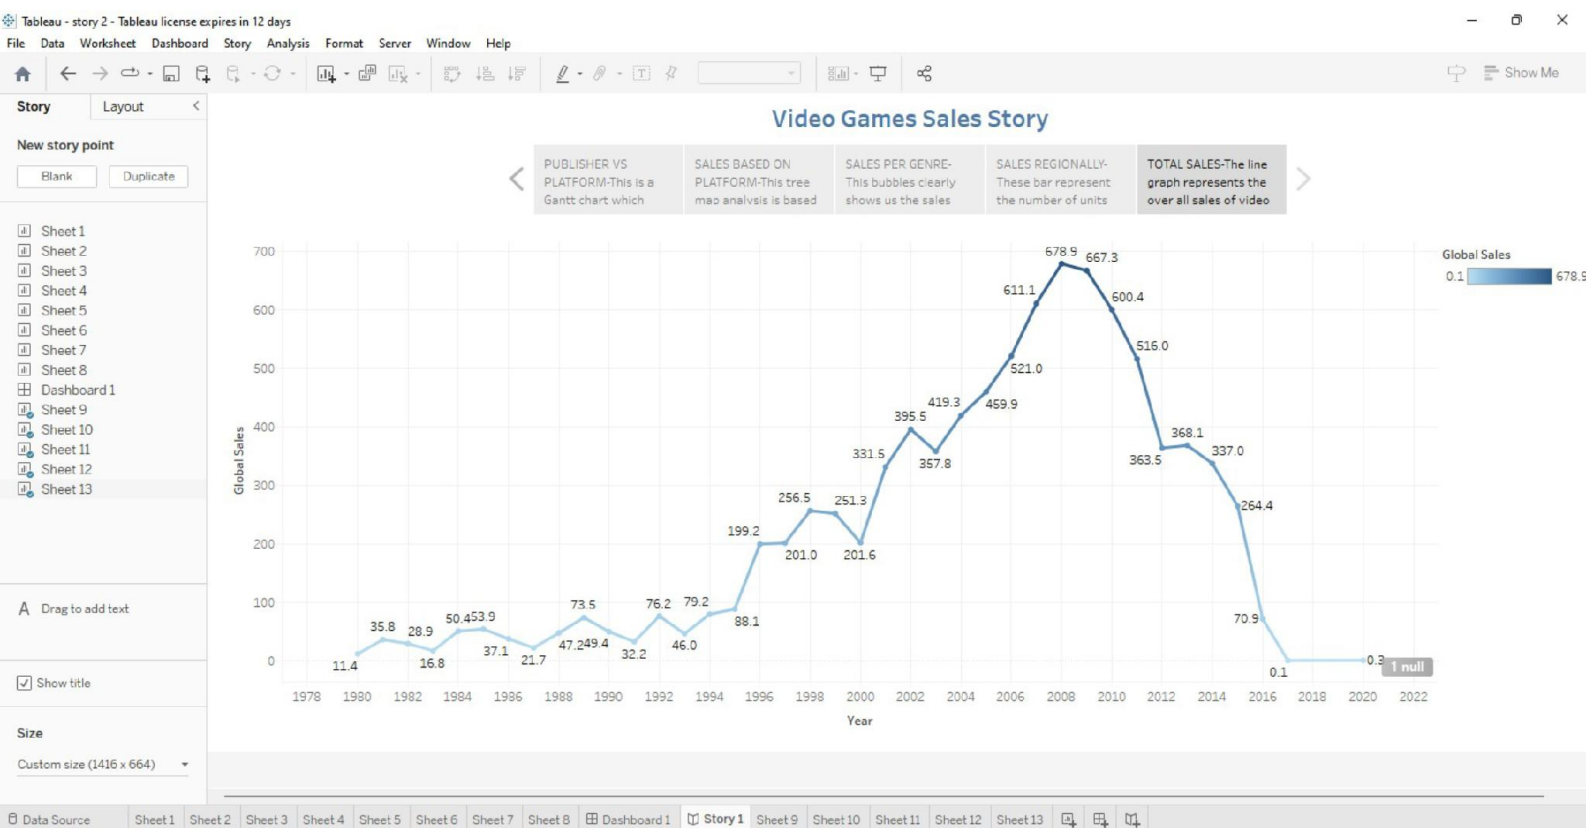 Tableau - story 2 - Tableau license expires in 12 days
File Data Worksheet Dashboard Story Analysis Format Server Window Help
Show Me
Story Layout
New story point
Blank Duplicate
Sheet 1
Sheet 2
Sheet 3
Sheet 4
Sheet 5
Sheet 6
Sheet 7
Sheet 8
Dashboard 1
Sheet 9
Sheet 10
Sheet 11
Sheet 12
Sheet 13
A Drag to add text
Show title
Size
Custom size (1416 x 664)
Video Games Sales Story
PUBLISHER VS
PLATFORM-This is a
Gantt chart which
SALES BASED ON
PLATFORM-This tree
map analysis is based
SALES PER GENRE-
This bubbles clearly
shows us the sales
SALES REGIONALLY-
These bar represent
the number of units
TOTAL SALES-The line
graph represents the
over all sales of video
Global Sales
0.1 678.9
Global Sales
700
600
500
400
300
200
100
0
11.4
35.8
28.9
16.8
50.4
53.9
37.1
21.7
47.2
73.5
49.4
32.2
76.2
46.0
79.2
88.1
199.2
201.0
256.5
251.3
201.6
331.5
395.5
357.8
419.3
459.9
521.0
611.1
678.9
667.3
600.4
516.0
363.5
368.1
337.0
264.4
70.9
0.1
0.3
1 null
1978 1980 1982 1984 1986 1988 1990 1992 1994 1996 1998 2000 2002 2004 2006 2008 2010 2012 2014 2016 2018 2020 2022
Year
Data Source Sheet 1 Sheet 2 Sheet 3 Sheet 4 Sheet 5 Sheet 6 Sheet 7 Sheet 8 Dashboard 1 Story 1 Sheet 9 Sheet 10 Sheet 11 Sheet 12 Sheet 13